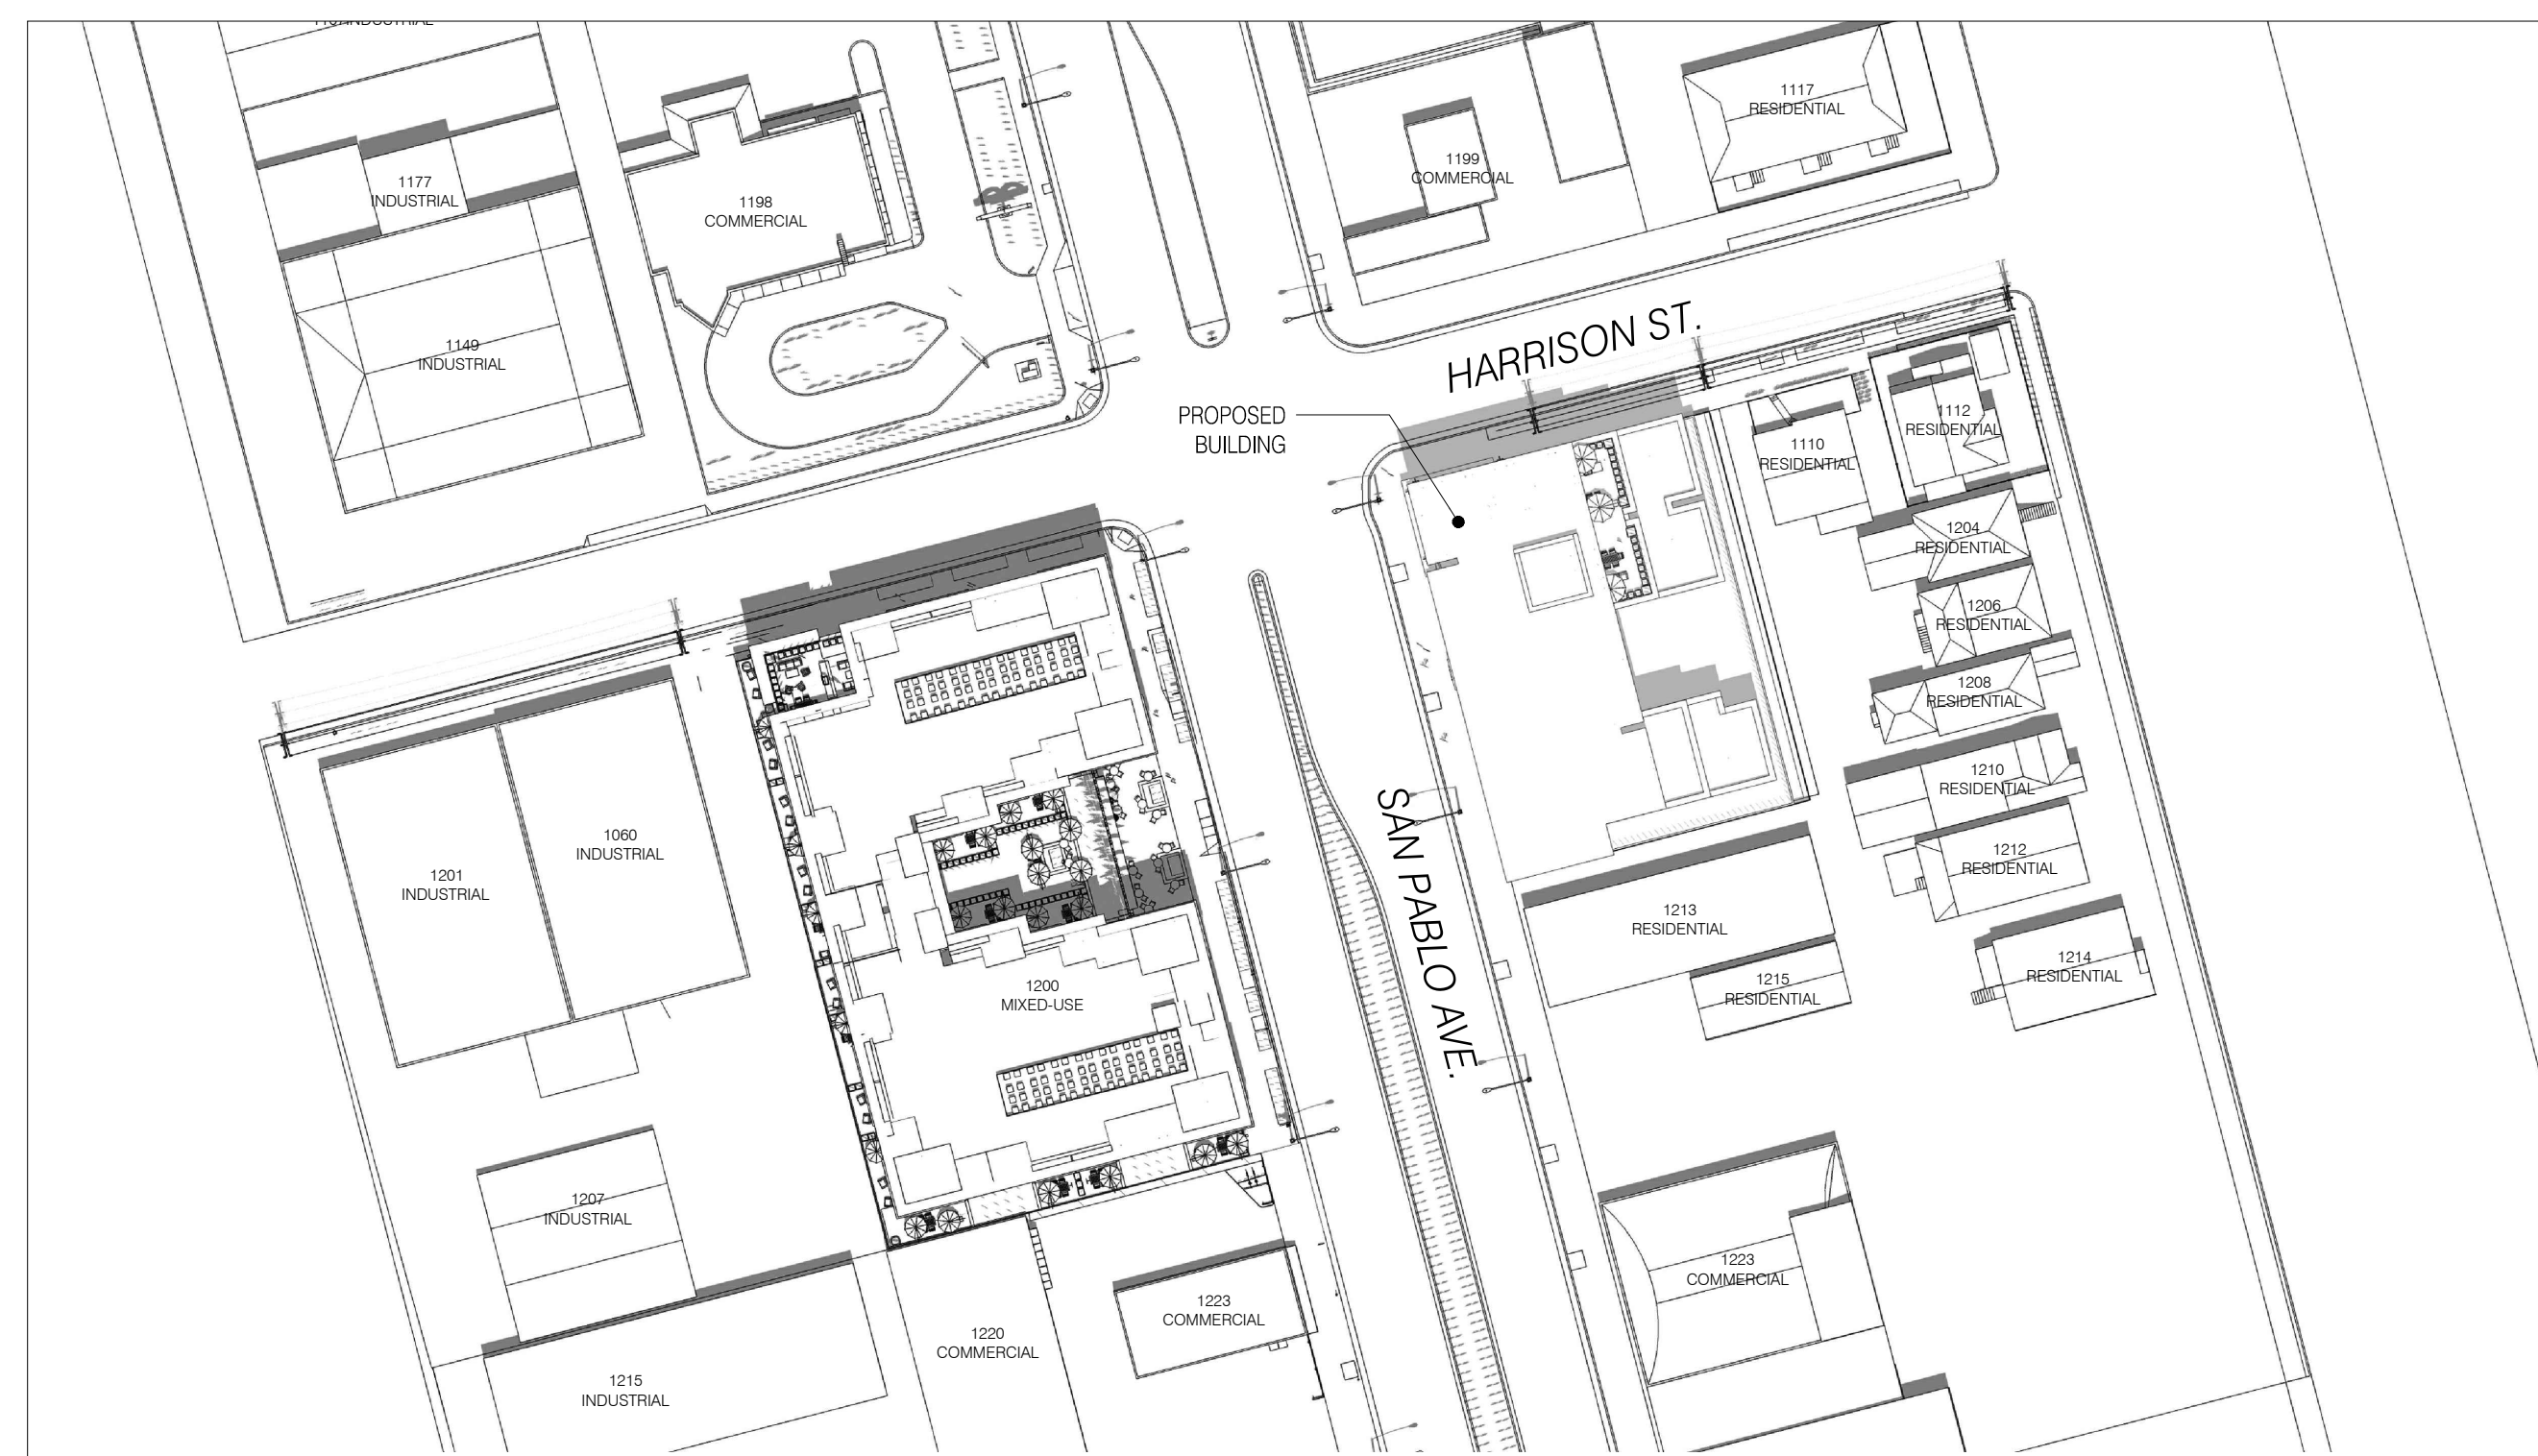 1117
RESIDENTIAL
1199
COMMERCIAL
1177
INDUSTRIAL
1198
COMMERCIAL
1149
INDUSTRIAL
HARRISON ST.
PROPOSED
BUILDING
1112
RESIDENTIAL
1110
RESIDENTIAL
1204
RESIDENTIAL
1206
RESIDENTIAL
1208
RESIDENTIAL
1210
RESIDENTIAL
1212
RESIDENTIAL
1060
INDUSTRIAL
1201
INDUSTRIAL
SAN PABLO AVE.
1213
RESIDENTIAL
1214
RESIDENTIAL
1215
RESIDENTIAL
1200
MIXED-USE
1207
INDUSTRIAL
1223
COMMERCIAL
1223
COMMERCIAL
1220
COMMERCIAL
1215
INDUSTRIAL